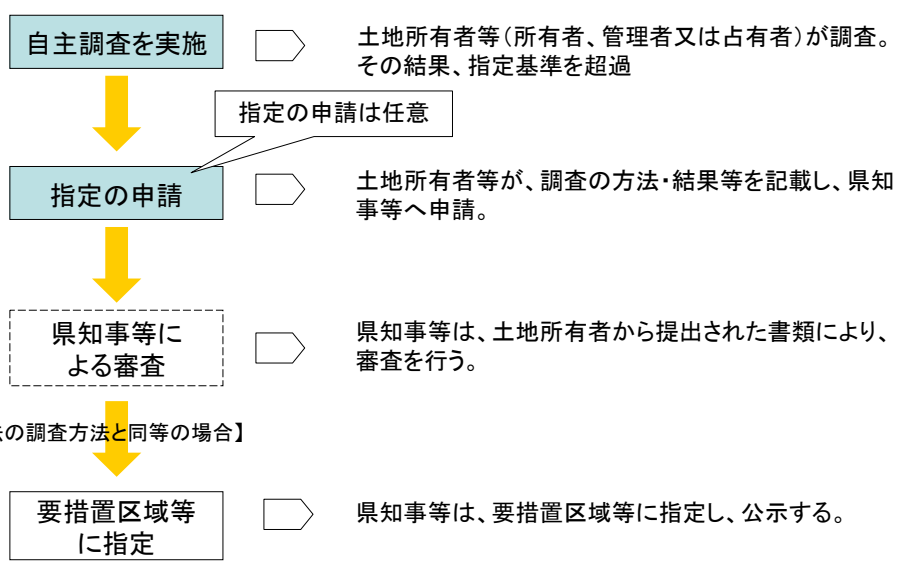 自主調査を実施
土地所有者等（所有者、管理者又は占有者）が調査。
その結果、指定基準を超過
指定の申請は任意
指定の申請
土地所有者等が、調査の方法・結果等を記載し、県知
事等へ申請。
県知事等に
よる審査
県知事等は、土地所有者から提出された書類により、
審査を行う。
の調査方法と同等の場合】
要措置区域等
に指定
県知事等は、要措置区域等に指定し、公示する。